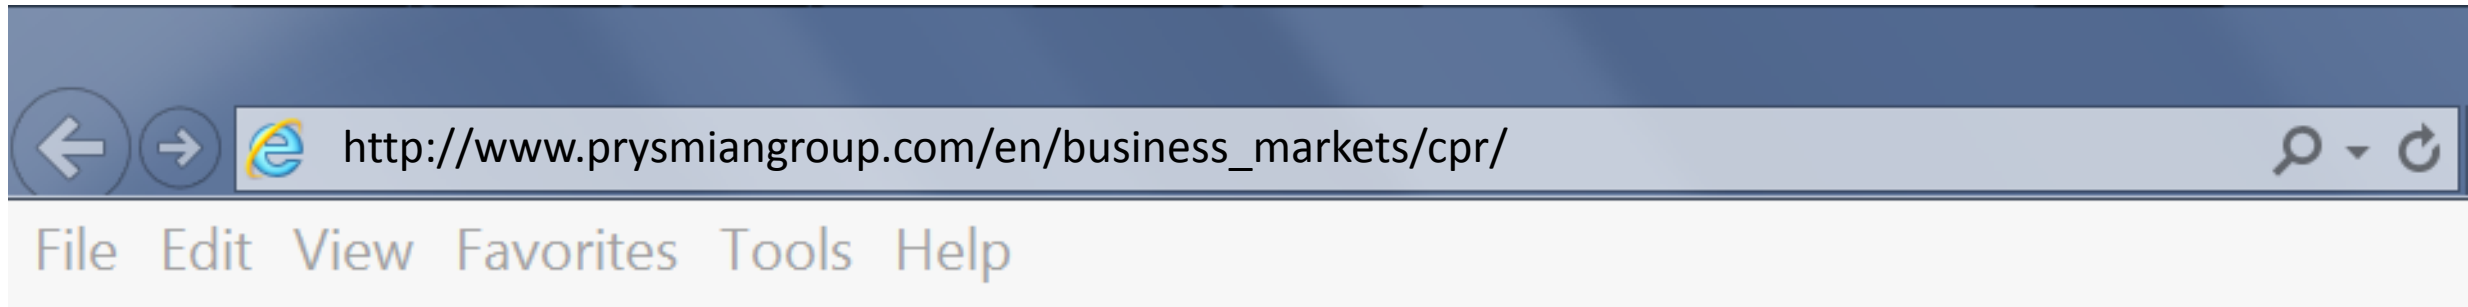 http://www.prysmiangroup.com/en/business_markets/cpr/
File Edit View Favorites Tools Help